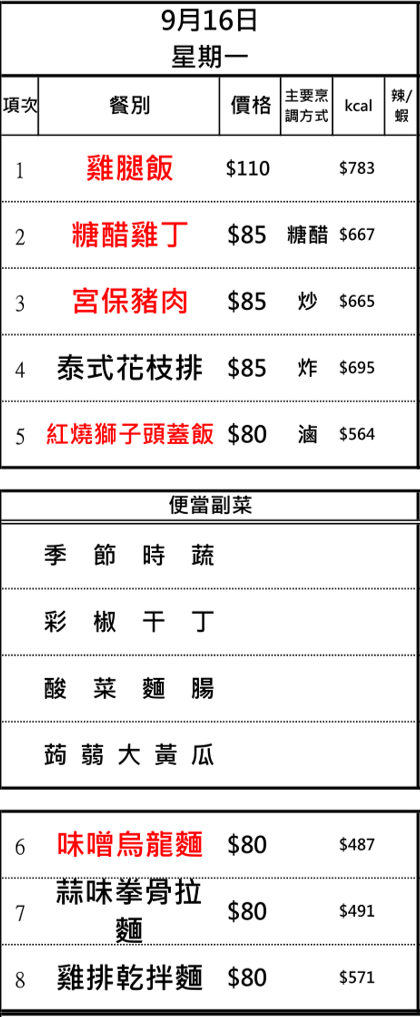 9月16日
星期一
項次 餐別 價格 主要烹調方式 kcal 辣/蝦
1 雞腿飯 $110 $783
2 糖醋雞丁 $85 糖醋 $667
3 宮保豬肉 $85 炒 $665
4 泰式花枝排 $85 炸 $695
5 紅燒獅子頭蓋飯 $80 滷 $564
便當副菜
季節時蔬
彩椒干丁
酸菜麵腸
蒟蒻大黃瓜
6 味噌烏龍麵 $80 $487
7 蒜味拳骨拉麵 $80 $491
8 雞排乾拌麵 $80 $571